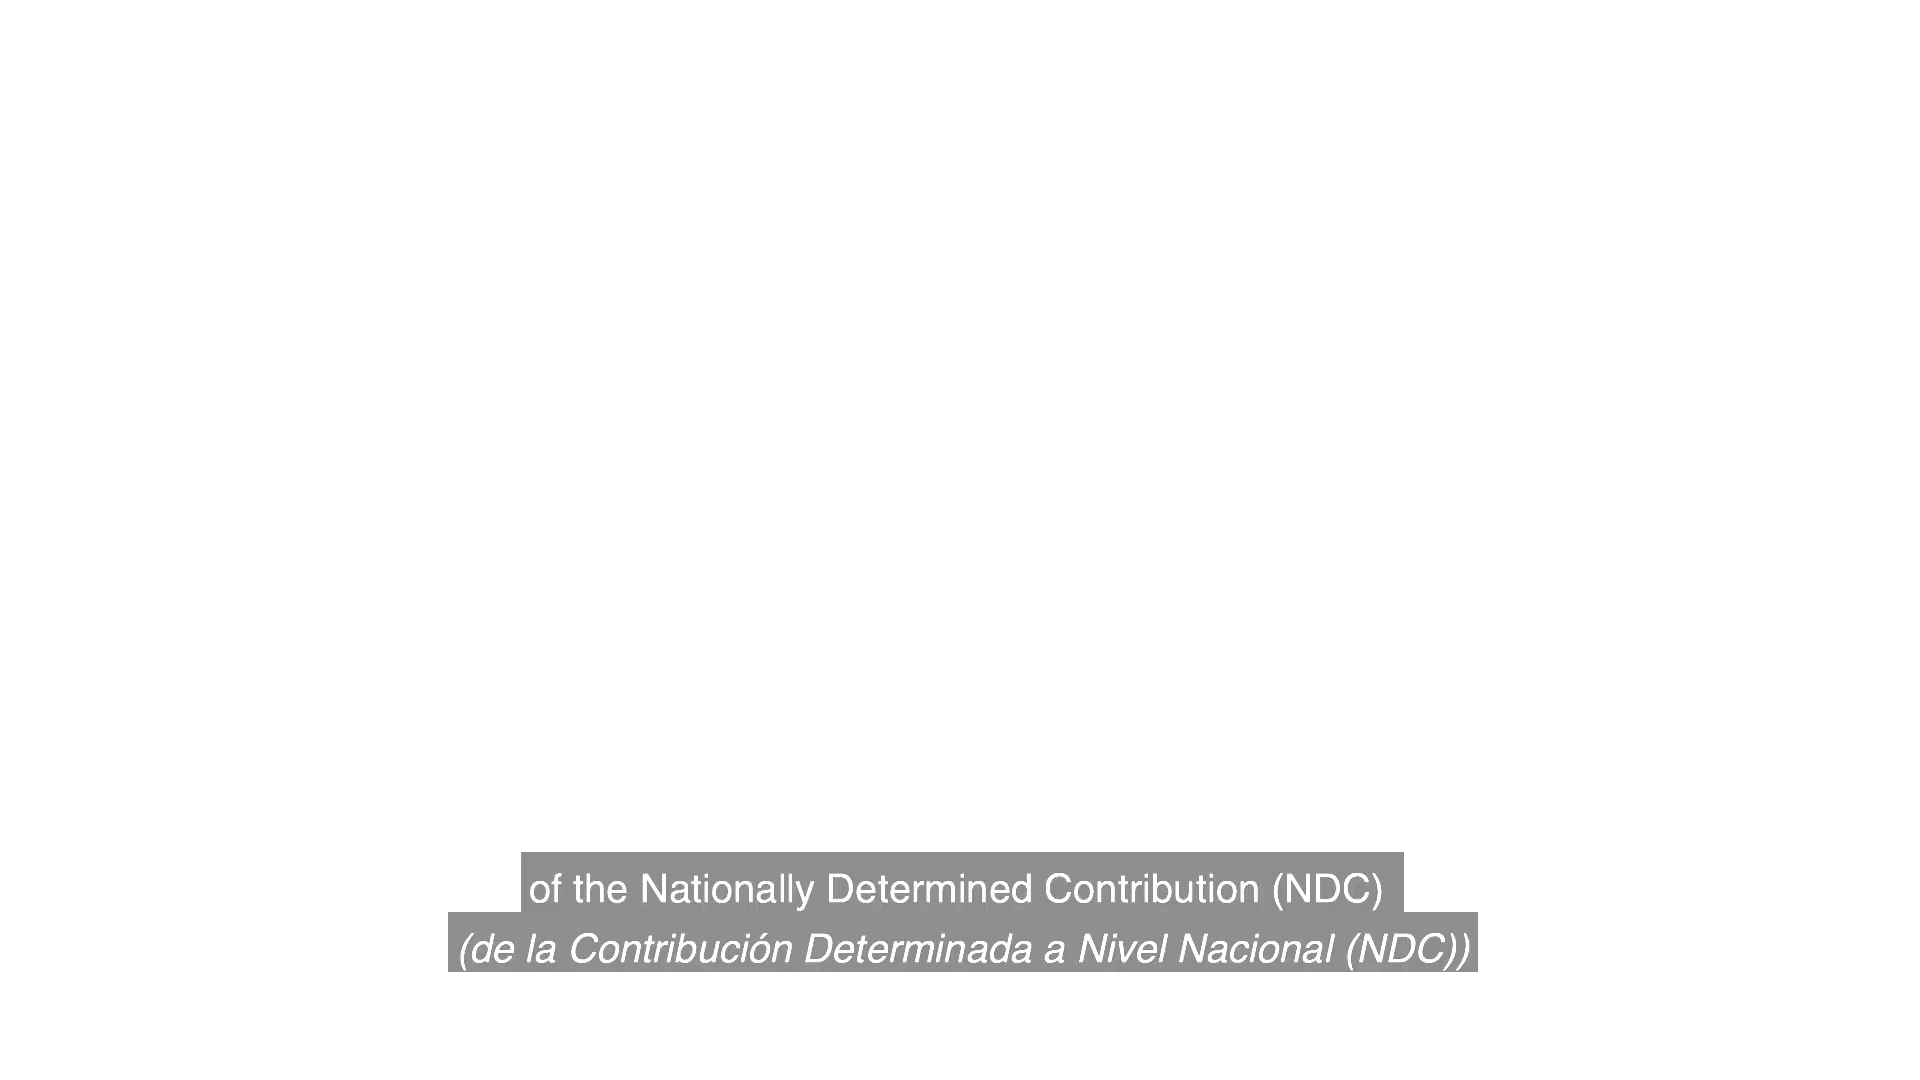 of the Nationally Determined Contribution (NDC)
(de la Contribución Determinada a Nivel Nacional (NDC))